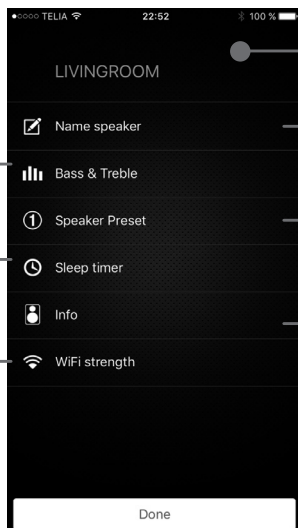 TELIA 22:52 100 %
LIVINGROOM
Name speaker
Bass & Treble
1 Speaker Preset
Sleep timer
Info
WiFi strength
Done